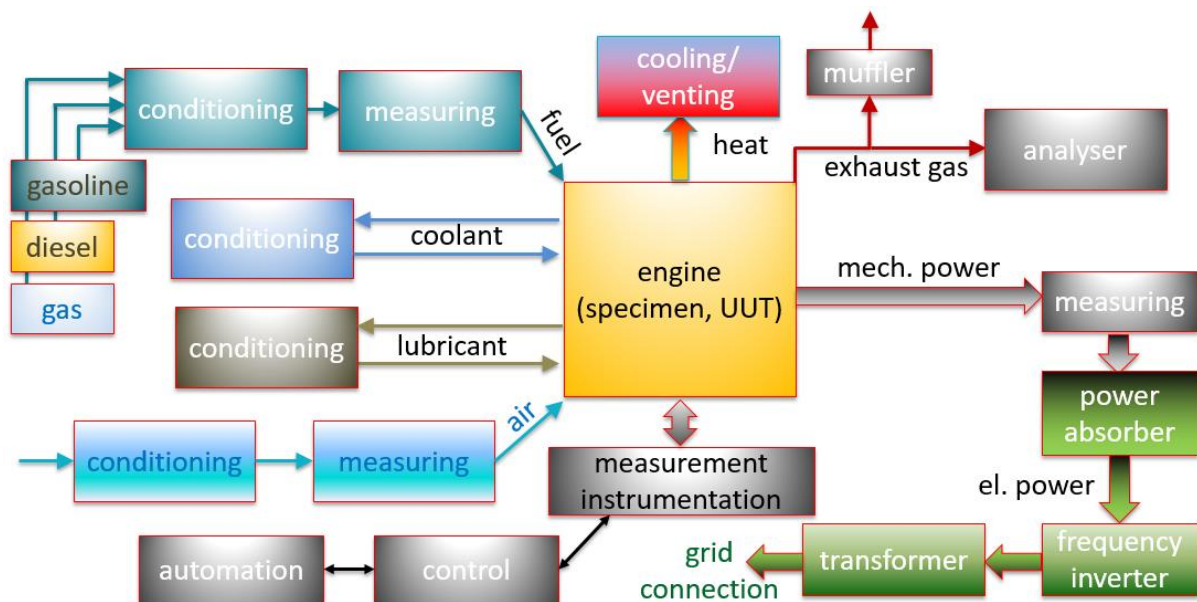 cooling/
venting
muffler
conditioning
measuring
fuel
heat
exhaust gas
analyser
gasoline
diesel
gas
conditioning
coolant
engine
(specimen, UUT)
mech. power
measuring
conditioning
lubricant
power
absorber
air
conditioning
measuring
measurement
instrumentation
el. power
automation
control
grid
connection
transformer
frequency
inverter